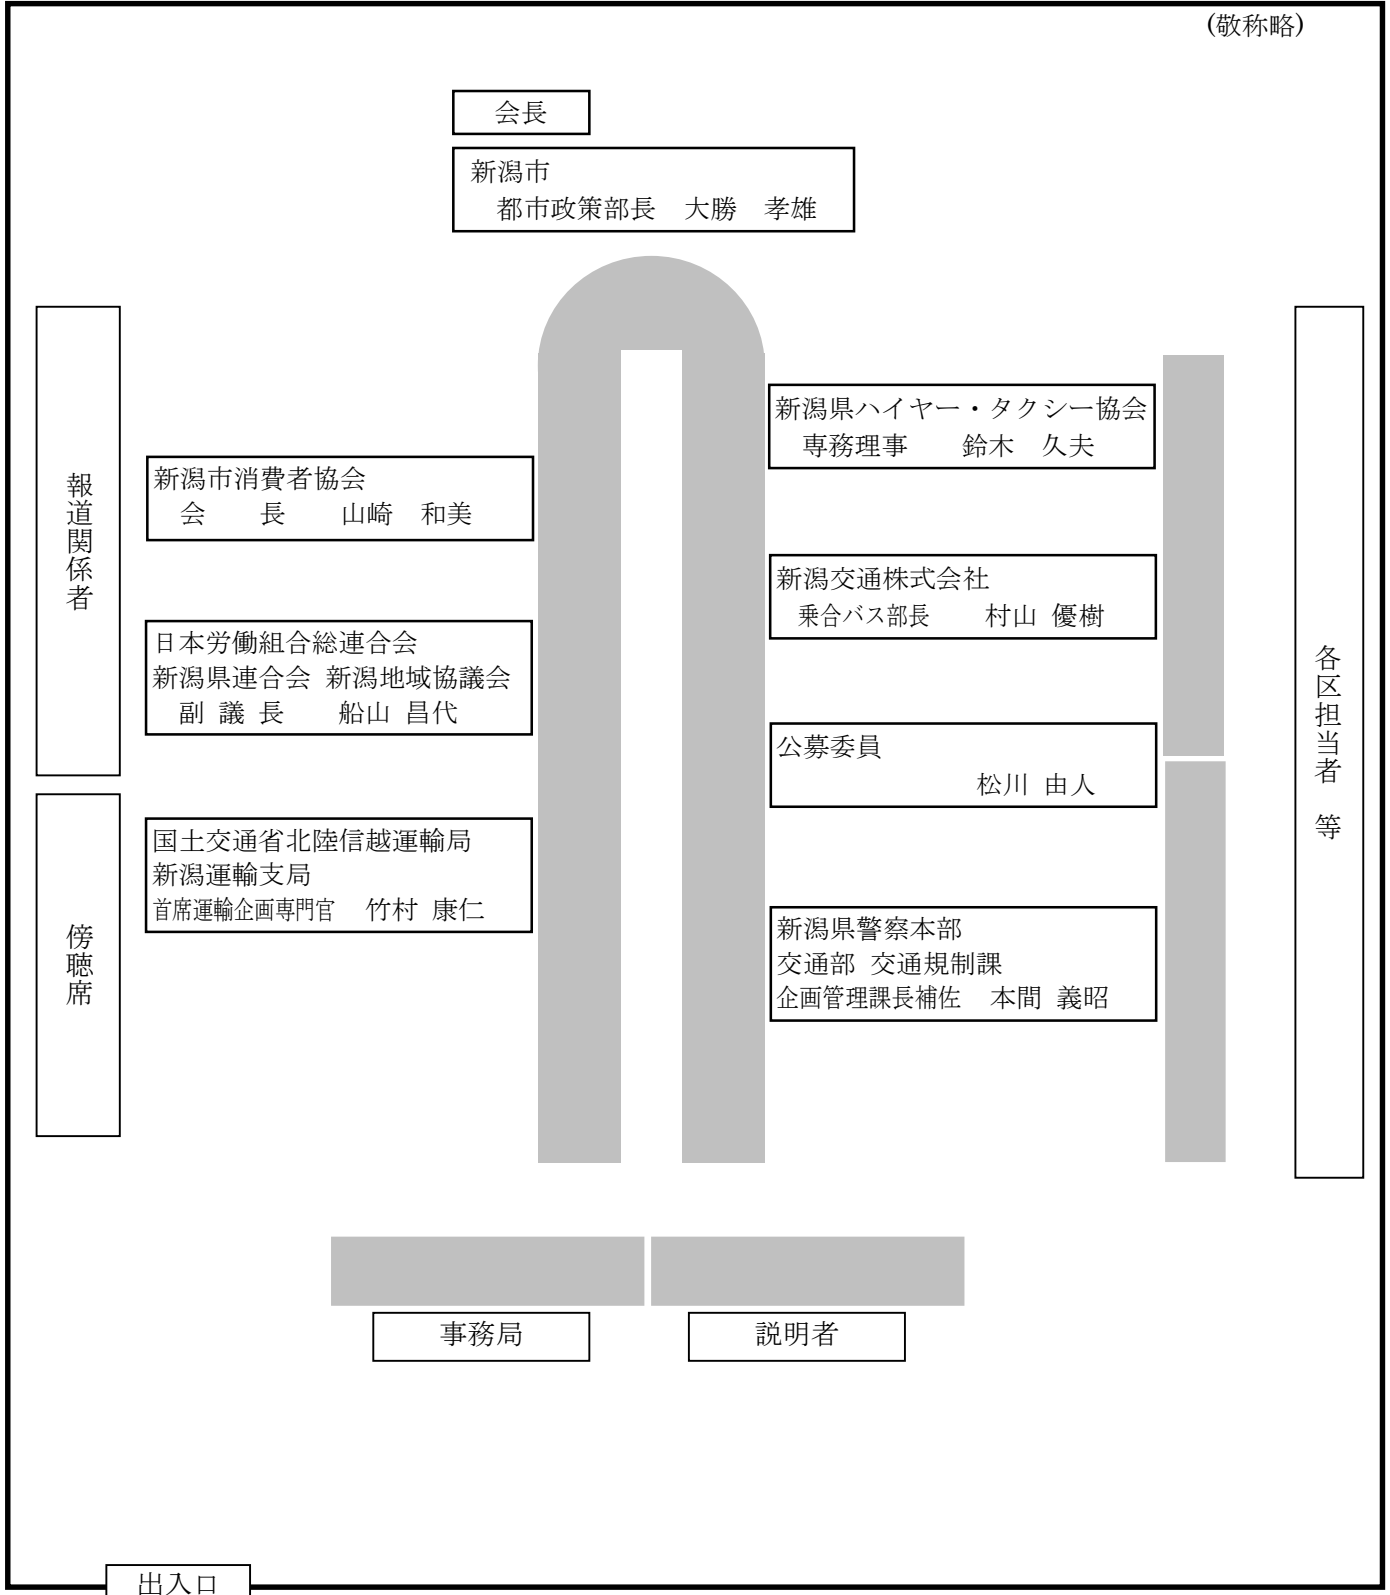 (敬称略)
会長
新潟市
都市政策部長　大勝　孝雄
報道関係者
新潟市消費者協会
会　　長　　山崎　和美
日本労働組合総連合会
新潟県連合会 新潟地域協議会
副 議 長　　船山 昌代
傍聴席
国土交通省北陸信越運輸局
新潟運輸支局
首席運輸企画専門官　竹村 康仁
新潟県ハイヤー・タクシー協会
専務理事　　鈴木　久夫
新潟交通株式会社
乗合バス部長　　村山 優樹
公募委員
松川 由人
新潟県警察本部
交通部 交通規制課
企画管理課長補佐　本間 義昭
各区担当者　等
事務局
説明者
出入口